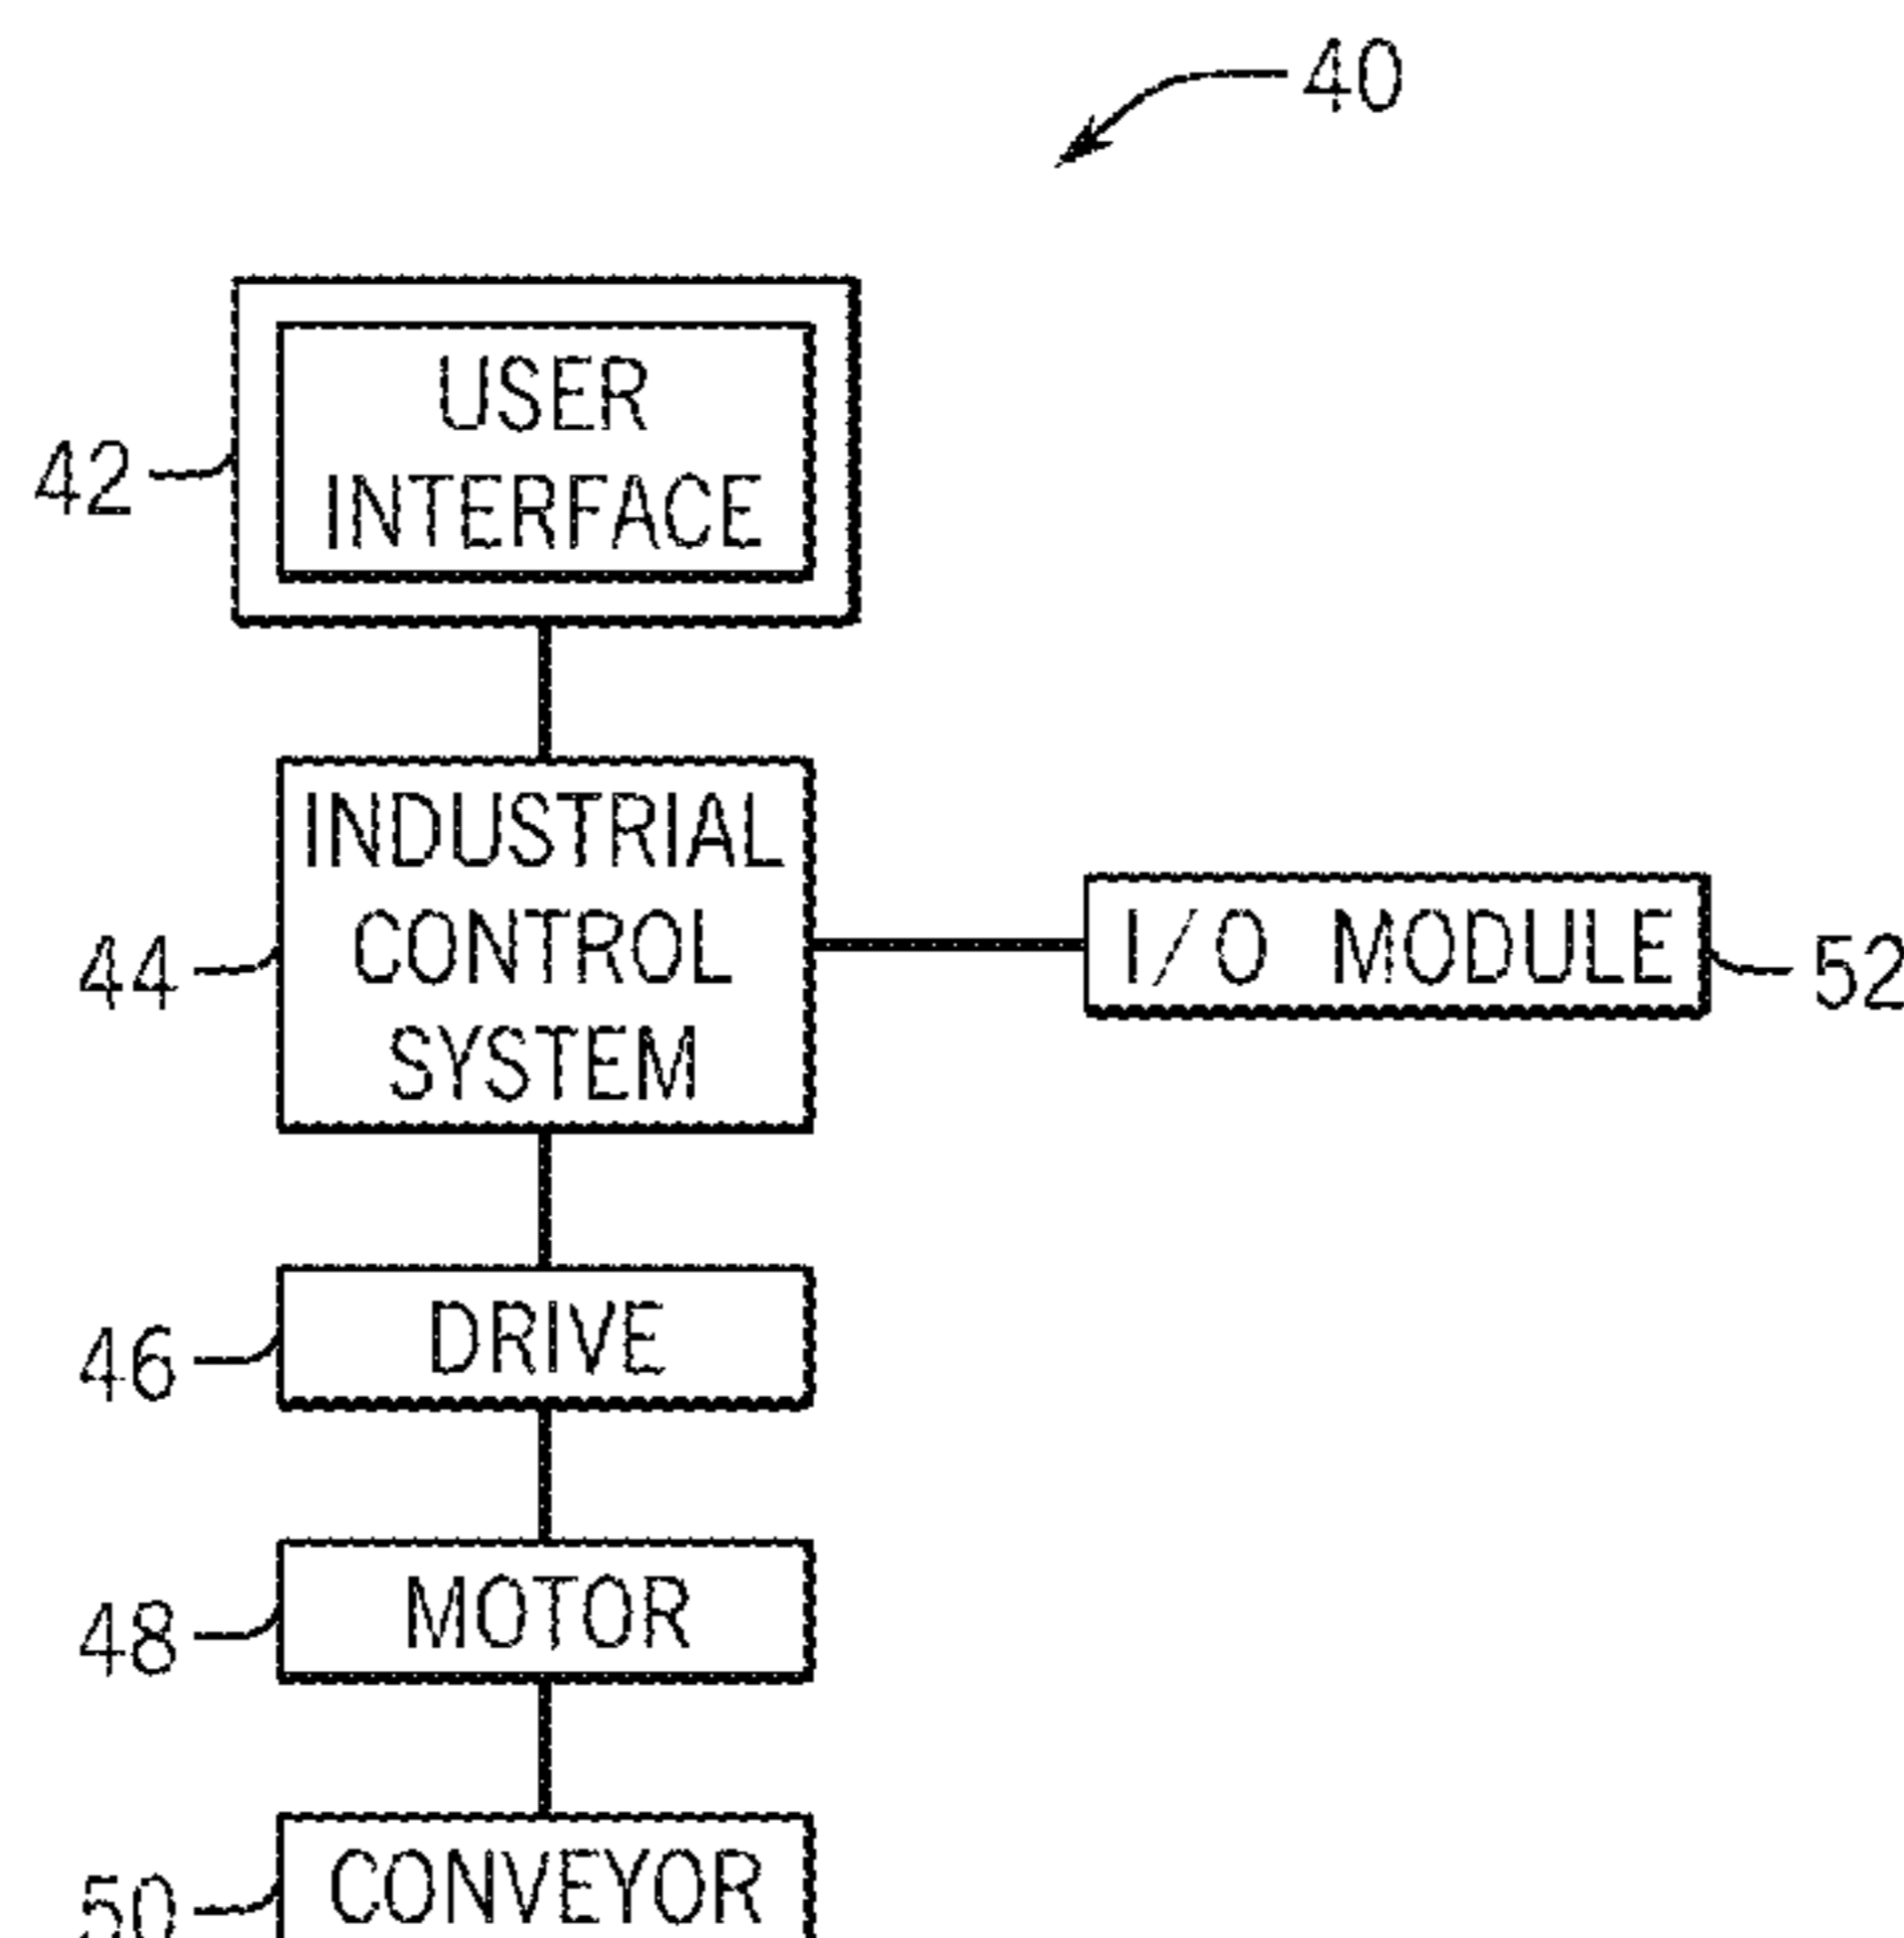 40
USER
INTERFACE
42
INDUSTRIAL
CONTROL
SYSTEM
44
I/O MODULE
52
DRIVE
46
MOTOR
48
CONVEYOR
50